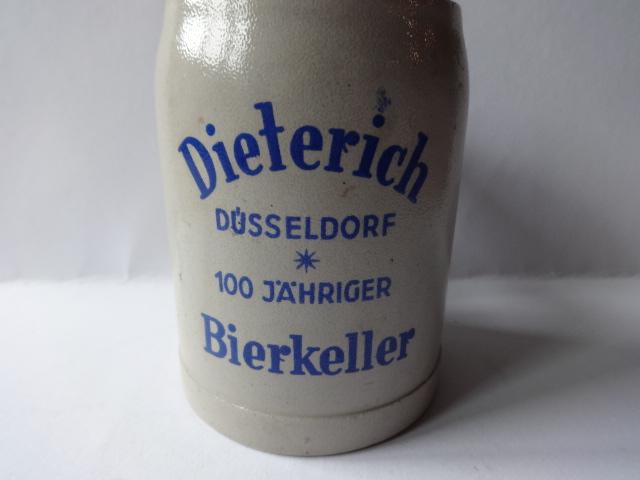 Dieterich
DÜSSELDORF
100 JÄHRIGER
Bierkeller